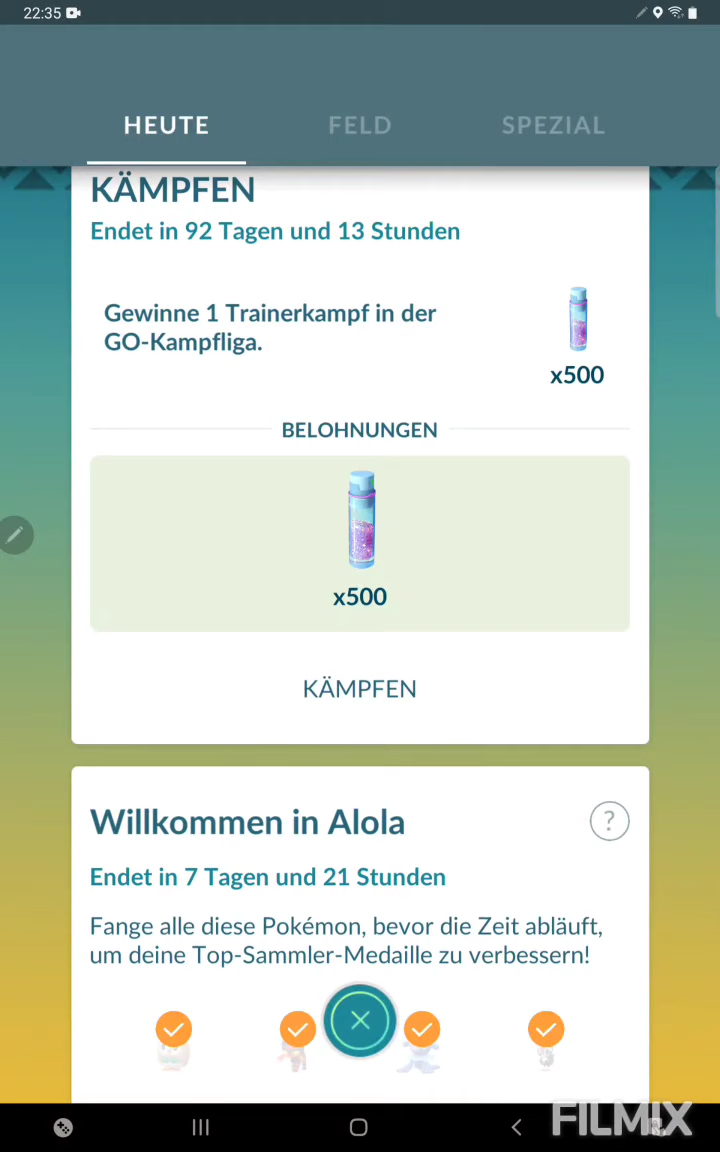 22:35
HEUTE FELD SPEZIAL
KÄMPFEN
Endet in 92 Tagen und 13 Stunden
Gewinne 1 Trainerkampf in der
GO-Kampfliga.
x500
BELOHNUNGEN
x500
KÄMPFEN
Willkommen in Alola
?
Endet in 7 Tagen und 21 Stunden
Fange alle diese Pokémon, bevor die Zeit abläuft,
um deine Top-Sammler-Medaille zu verbessern!
FILMIX